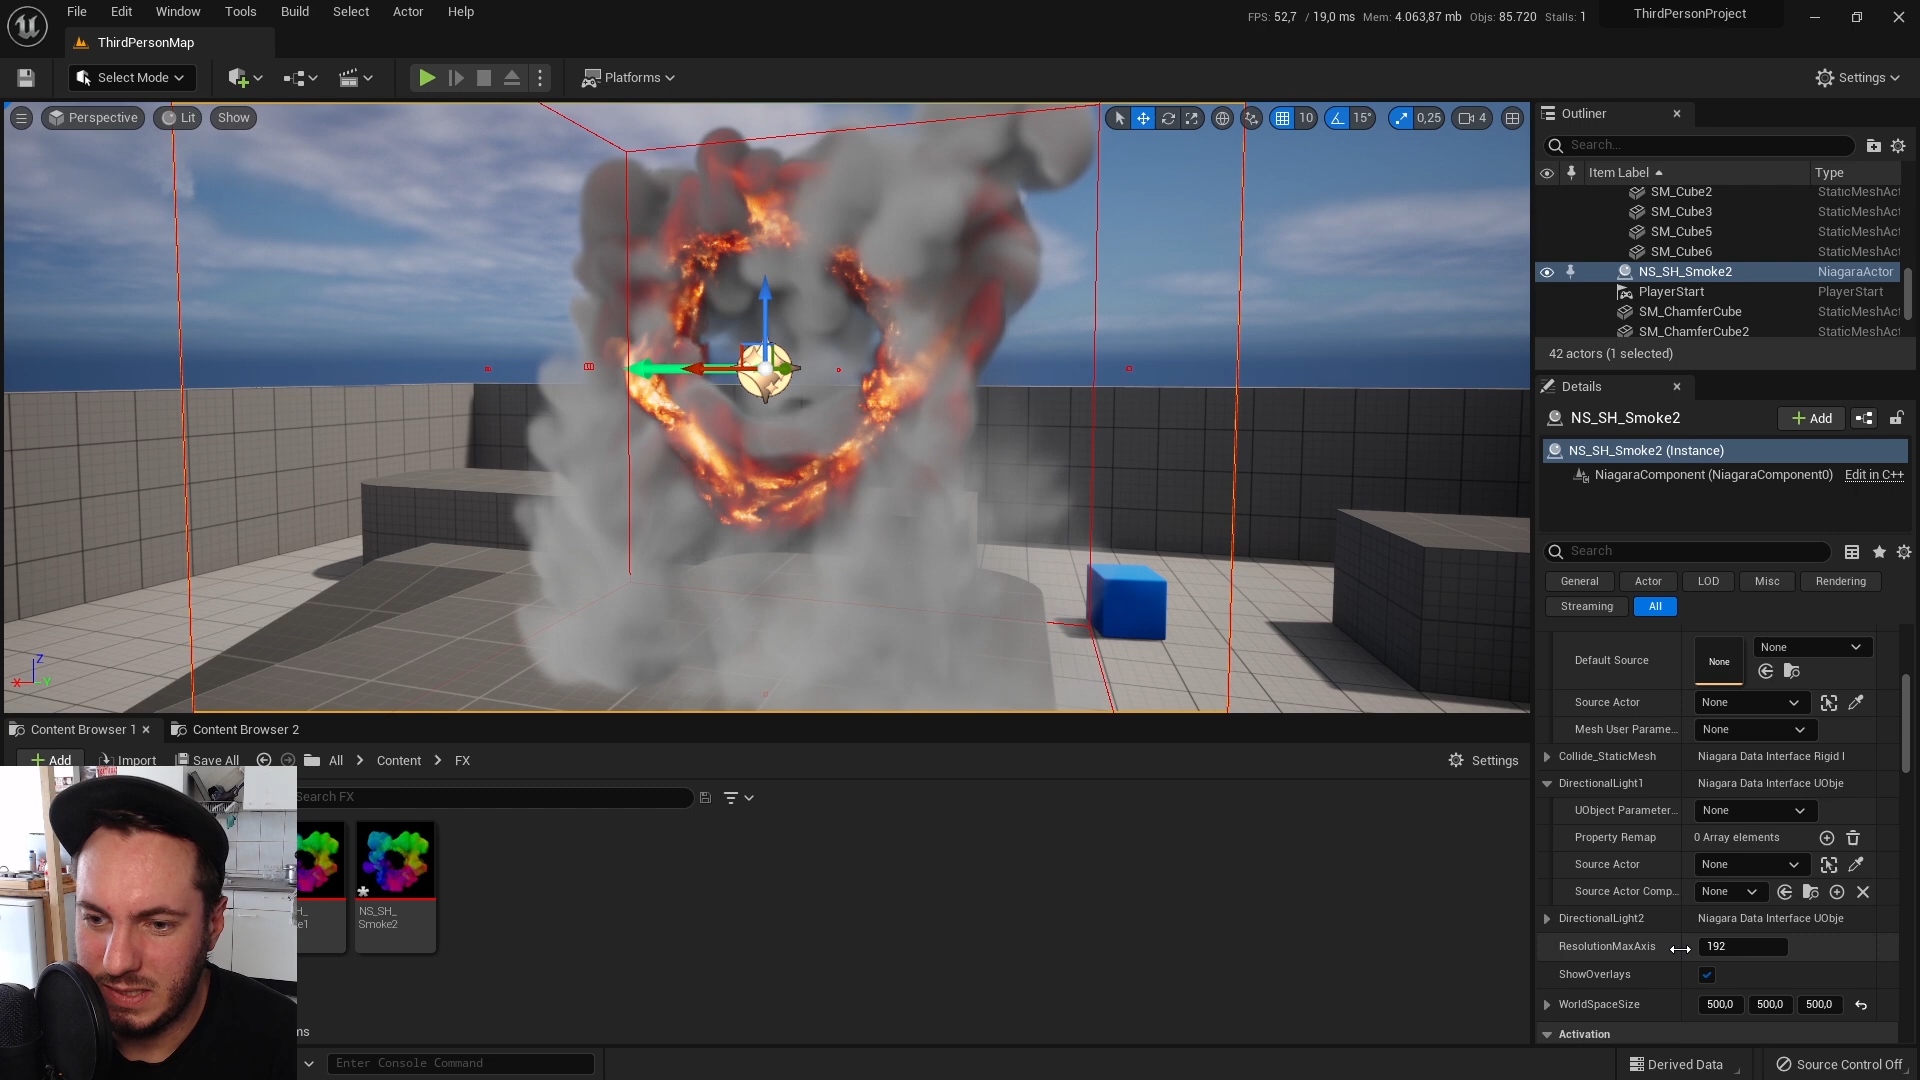 File Edit Window Tools Build Select Actor Help
FPS: 52,7 / 19,0 ms Mem: 4.063,87 mb Objs: 85.720 Stalls: 1
ThirdPersonProject
ThirdPersonMap
Select Mode
Platforms
Settings
Perspective Lit Show
10 15° 0,25 4
Outliner
Search...
Item Label Type
SM_Cube2 StaticMeshAct
SM_Cube3 StaticMeshAct
SM_Cube5 StaticMeshAct
SM_Cube6 StaticMeshAct
NS_SH_Smoke2 NiagaraActor
PlayerStart PlayerStart
SM_ChamferCube StaticMeshAct
SM_ChamferCube2 StaticMeshAct
42 actors (1 selected)
Details
NS_SH_Smoke2
Add
NS_SH_Smoke2 (Instance)
NiagaraComponent (NiagaraComponent0) Edit in C++
Search
General Actor LOD Misc Rendering
Streaming All
Default Source None None
Source Actor None
Mesh User Parame... None
Collide_StaticMesh Niagara Data Interface Rigid I
DirectionalLight1 Niagara Data Interface UObje
UObject Parameter... None
Property Remap 0 Array elements
Source Actor None
Source Actor Comp... None
DirectionalLight2 Niagara Data Interface UObje
ResolutionMaxAxis 192
ShowOverlays
WorldSpaceSize 500,0 500,0 500,0
Activation
Z
X Y
Content Browser 1 Content Browser 2
Add Import Save All All Content FX Settings
Search FX
NS_SH_
Smoke2
ms
Enter Console Command
Derived Data Source Control Off